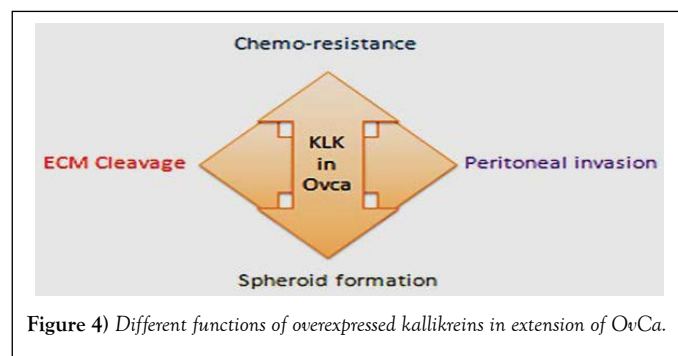 Chemo-resistance
ECM Cleavage
KLK
in
Ovca
Peritoneal invasion
Spheroid formation
Figure 4) Different functions of overexpressed kallikreins in extension of OvCa.